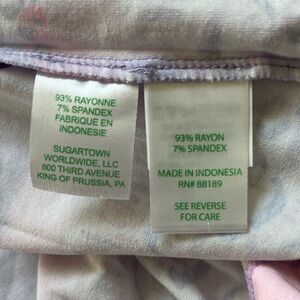 93% RAYONNE
7% SPANDEX
FABRIQUE EN
INDONESIE
SUGARTOWN
WORLDWIDE, LLC
800 THIRD AVENUE
KING OF PRUSSIA, PA
93% RAYON
7% SPANDEX
MADE IN INDONESIA
RN# 88189
SEE REVERSE
FOR CARE